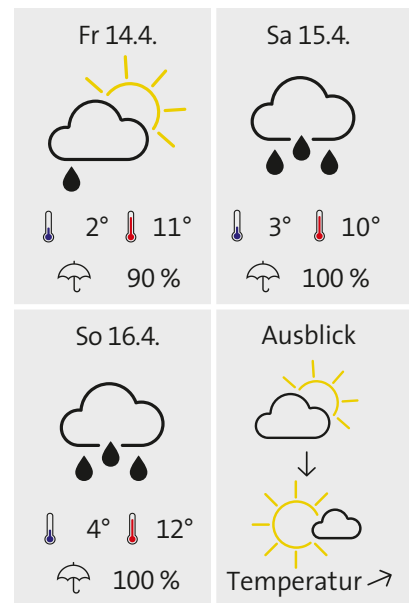 Fr 14.4.
2° 11°
90 %
Sa 15.4.
3° 10°
100 %
So 16.4.
4° 12°
100 %
Ausblick
Temperatur